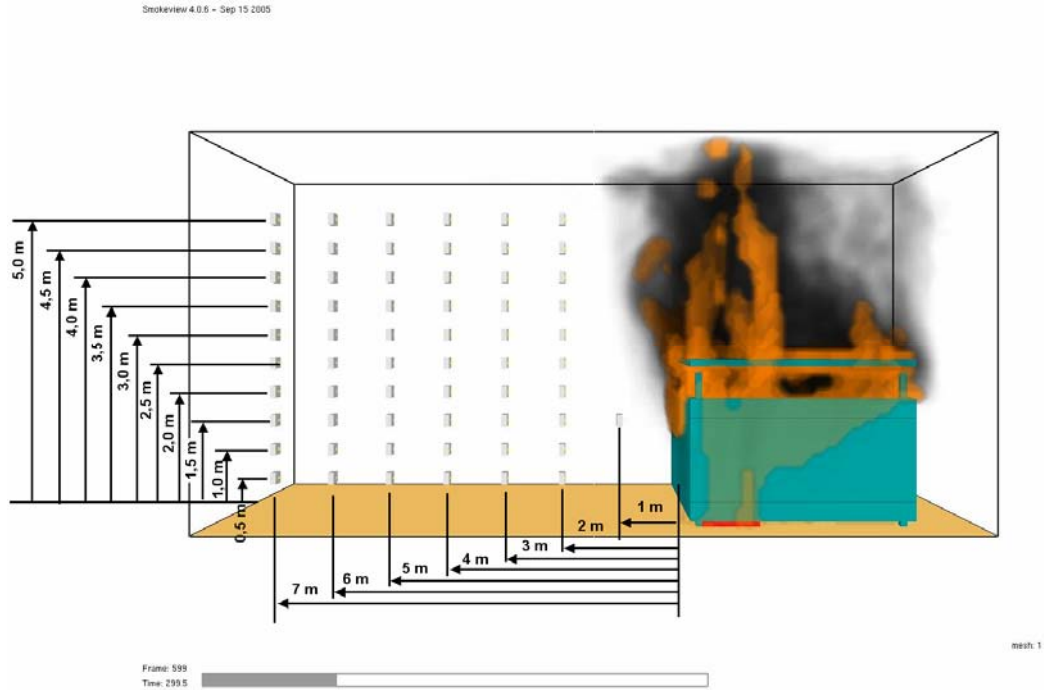 Smokeview 4.0.6 - Sep 15 2005
5,0 m
4,5 m
4,0 m
3,5 m
3,0 m
2,5 m
2,0 m
1,5 m
1,0 m
0,5 m
1 m
2 m
3 m
4 m
5 m
6 m
7 m
mesh: 1
Frame: 599
Time: 299.5